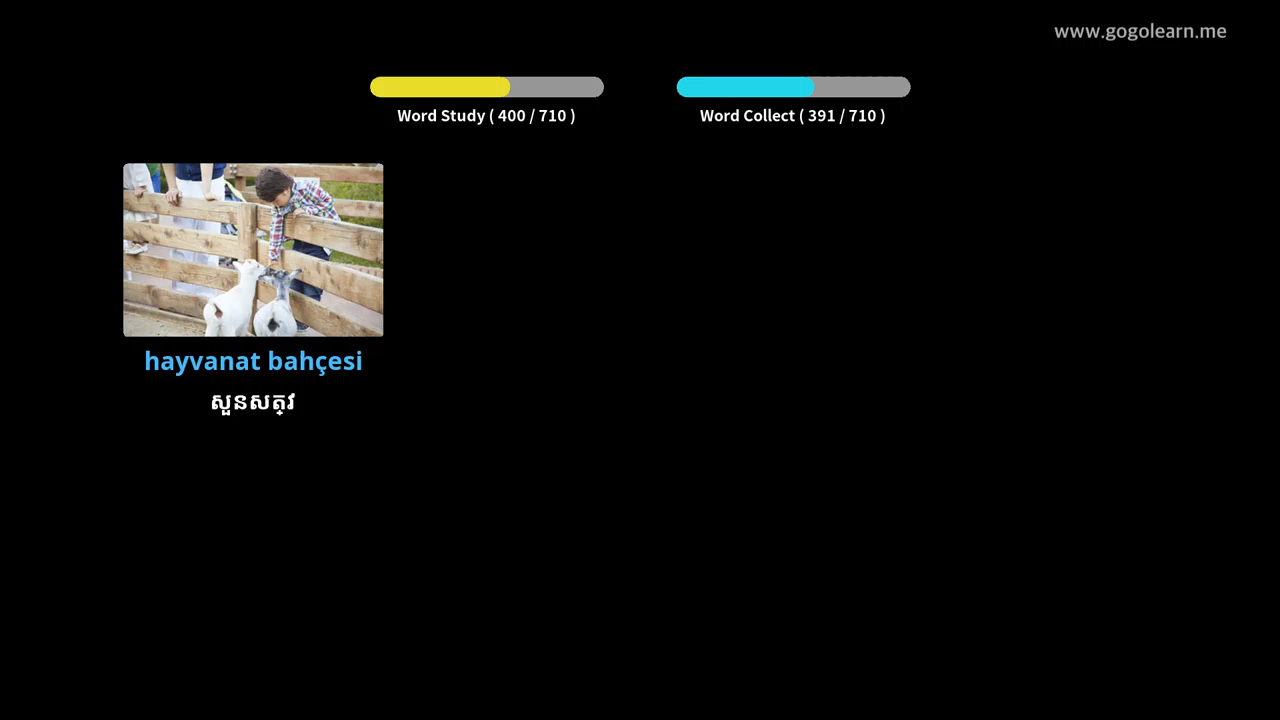 www.gogolearn.me
Word Study ( 400 / 710 )
Word Collect ( 391 / 710 )
hayvanat bahçesi
សួនសត្វ